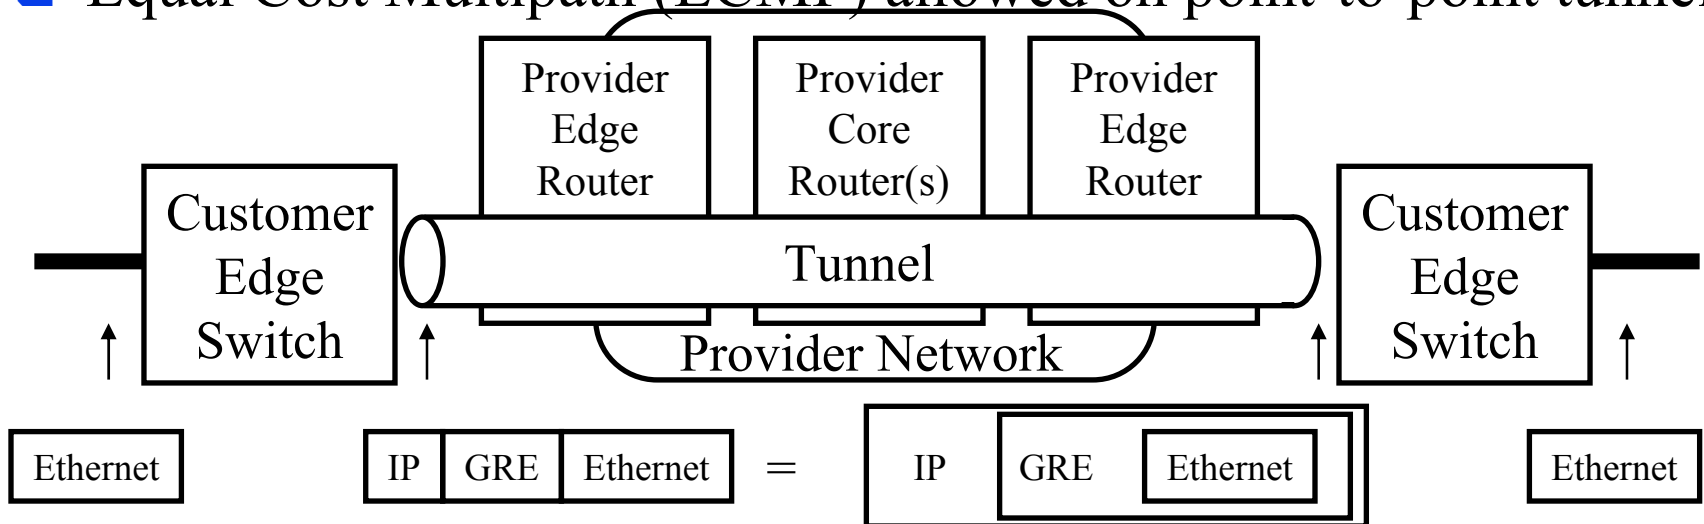 Equal Cost Multipath (ECMP) allowed on point-to-point tunnel
Provider
Edge
Router
Provider
Core
Router(s)
Provider
Edge
Router
Customer
Edge
Switch
Tunnel
Customer
Edge
Switch
Provider Network
Ethernet
IP GRE Ethernet = IP GRE Ethernet
Ethernet